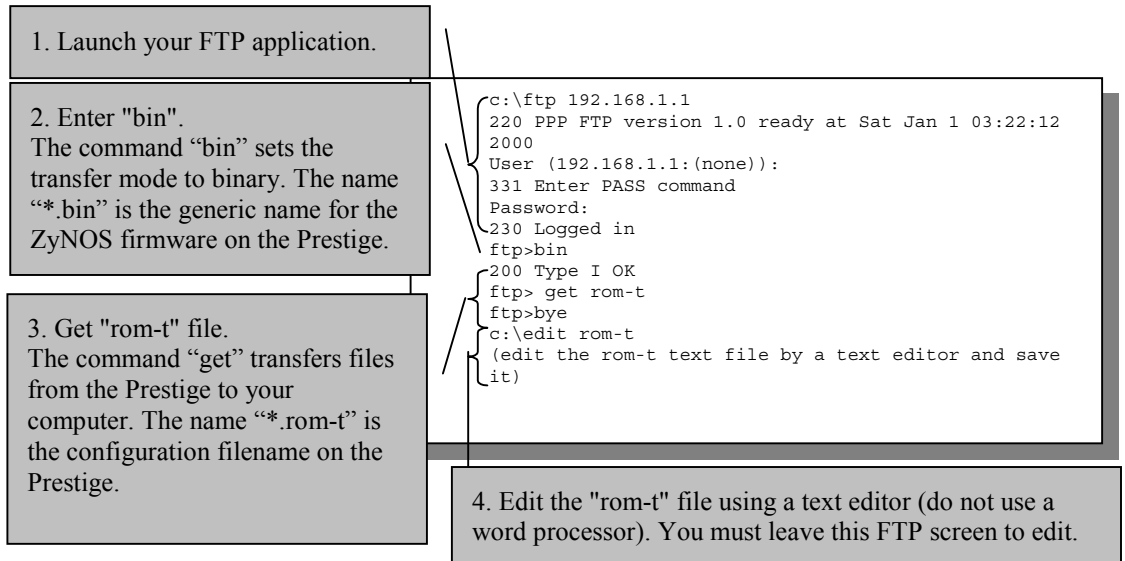 1. Launch your FTP application.
2. Enter "bin".
The command “bin” sets the
transfer mode to binary. The name
“*.bin” is the generic name for the
ZyNOS firmware on the Prestige.
3. Get "rom-t" file.
The command “get” transfers files
from the Prestige to your
computer. The name “*.rom-t” is
the configuration filename on the
Prestige.
c:\ftp 192.168.1.1
220 PPP FTP version 1.0 ready at Sat Jan 1 03:22:12
2000
User (192.168.1.1:(none)):
331 Enter PASS command
Password:
230 Logged in
ftp>bin
200 Type I OK
ftp> get rom-t
ftp>bye
c:\edit rom-t
(edit the rom-t text file by a text editor and save
it)
4. Edit the "rom-t" file using a text editor (do not use a
word processor). You must leave this FTP screen to edit.